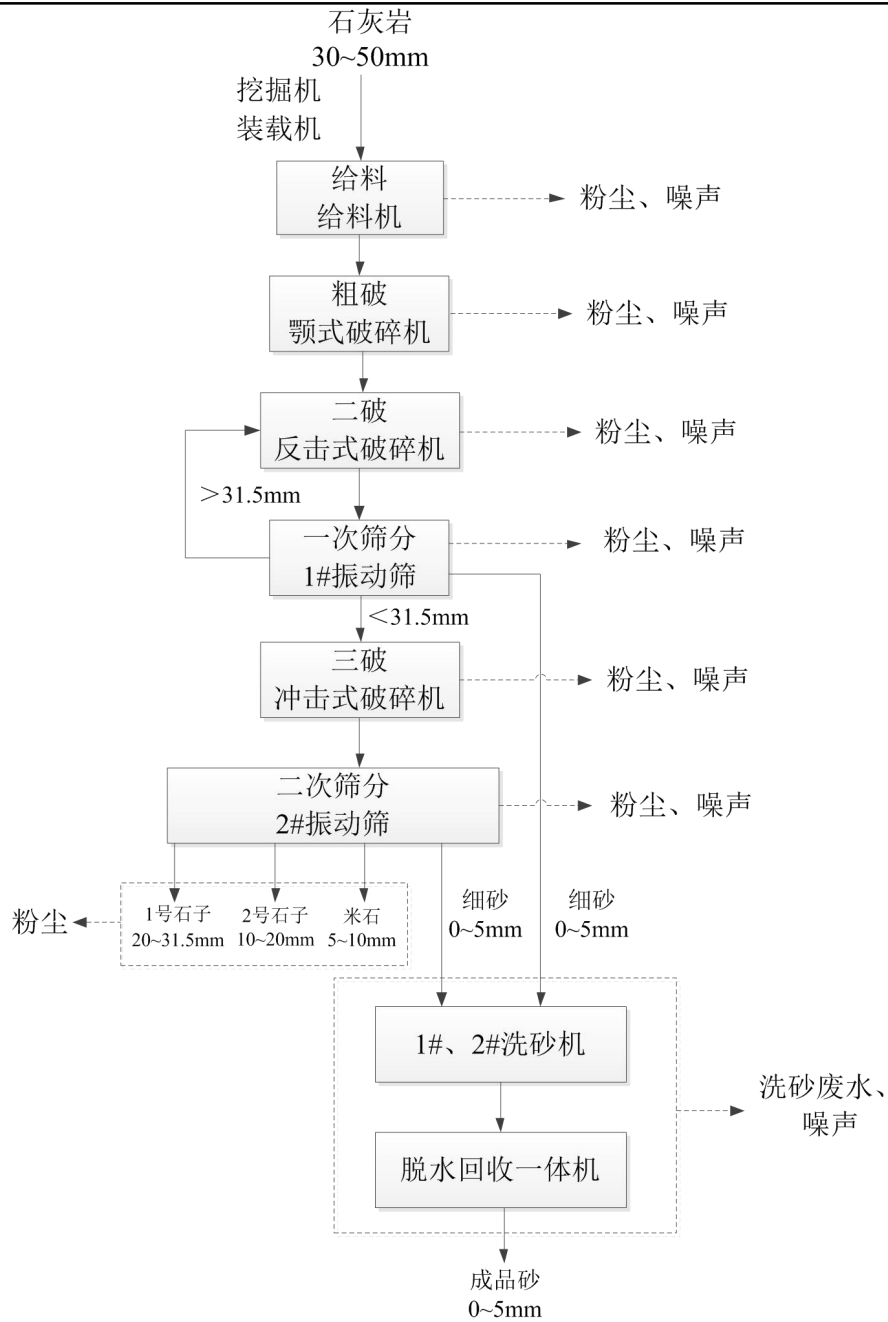 石灰岩
30~50mm
挖掘机
装载机
给料
给料机
粉尘、噪声
粗破
颚式破碎机
粉尘、噪声
二破
反击式破碎机
粉尘、噪声
>31.5mm
一次筛分
1#振动筛
粉尘、噪声
<31.5mm
三破
冲击式破碎机
粉尘、噪声
二次筛分
2#振动筛
粉尘、噪声
粉尘
1号石子
20~31.5mm
2号石子
10~20mm
米石
5~10mm
细砂
0~5mm
细砂
0~5mm
1#、2#洗砂机
脱水回收一体机
洗砂废水、
噪声
成品砂
0~5mm